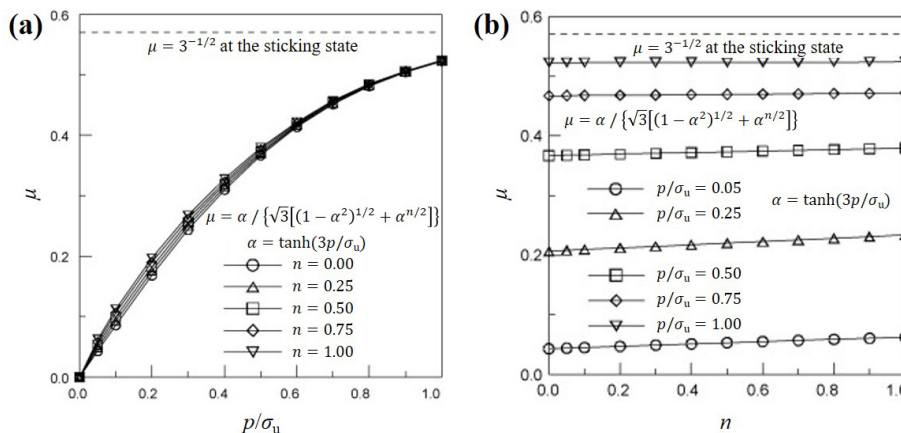 (a)
0.6
μ = 3^{-1/2} at the sticking state
0.4
μ
μ = α / {√3[(1 − α²)^{1/2} + α^{n/2}]}
α = tanh(3p/σ_u)
n = 0.00
n = 0.25
0.2
n = 0.50
n = 0.75
n = 1.00
0.0
0.0 0.2 0.4 0.6 0.8 1.0
p/σ_u
(b)
0.6
μ = 3^{-1/2} at the sticking state
μ = α / {√3[(1 − α²)^{1/2} + α^{n/2}]}
0.4
μ
p/σ_u = 0.05
α = tanh(3p/σ_u)
p/σ_u = 0.25
0.2
p/σ_u = 0.50
p/σ_u = 0.75
p/σ_u = 1.00
0.0
0.0 0.2 0.4 0.6 0.8 1.0
n